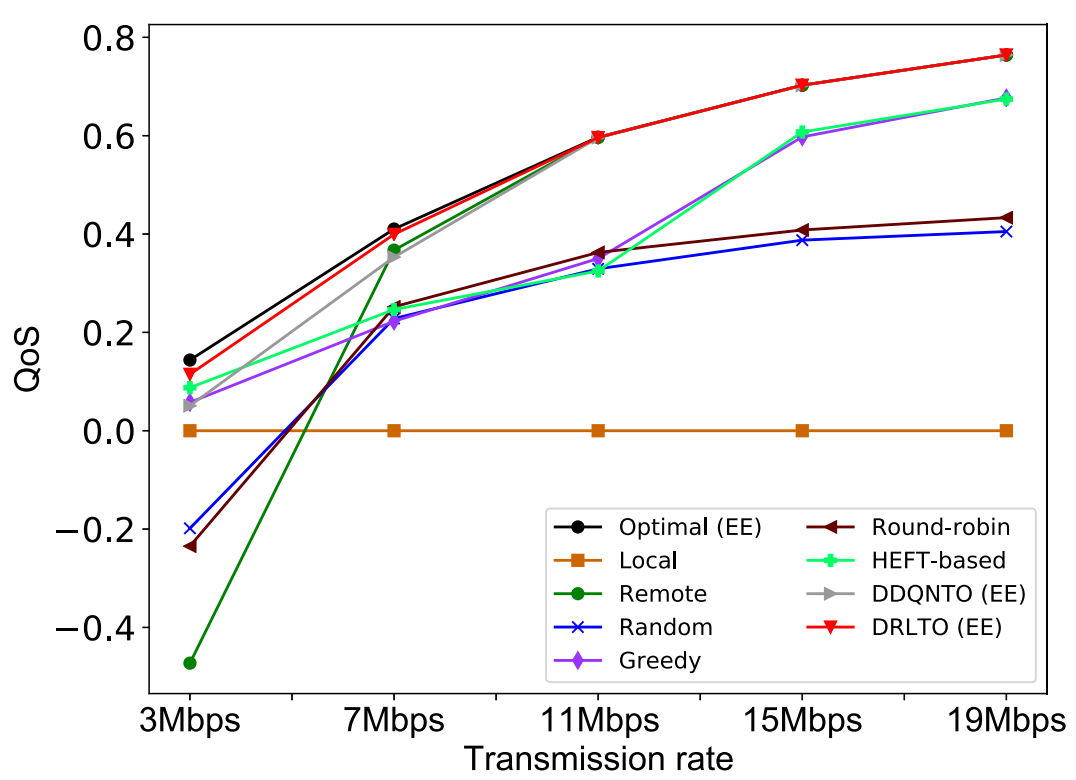 0.8
0.6
0.4
0.2
0.0
−0.2
−0.4
QoS
3Mbps
7Mbps
11Mbps
15Mbps
19Mbps
Transmission rate
Optimal (EE)
Local
Remote
Random
Greedy
Round-robin
HEFT-based
DDQNTO (EE)
DRLTO (EE)